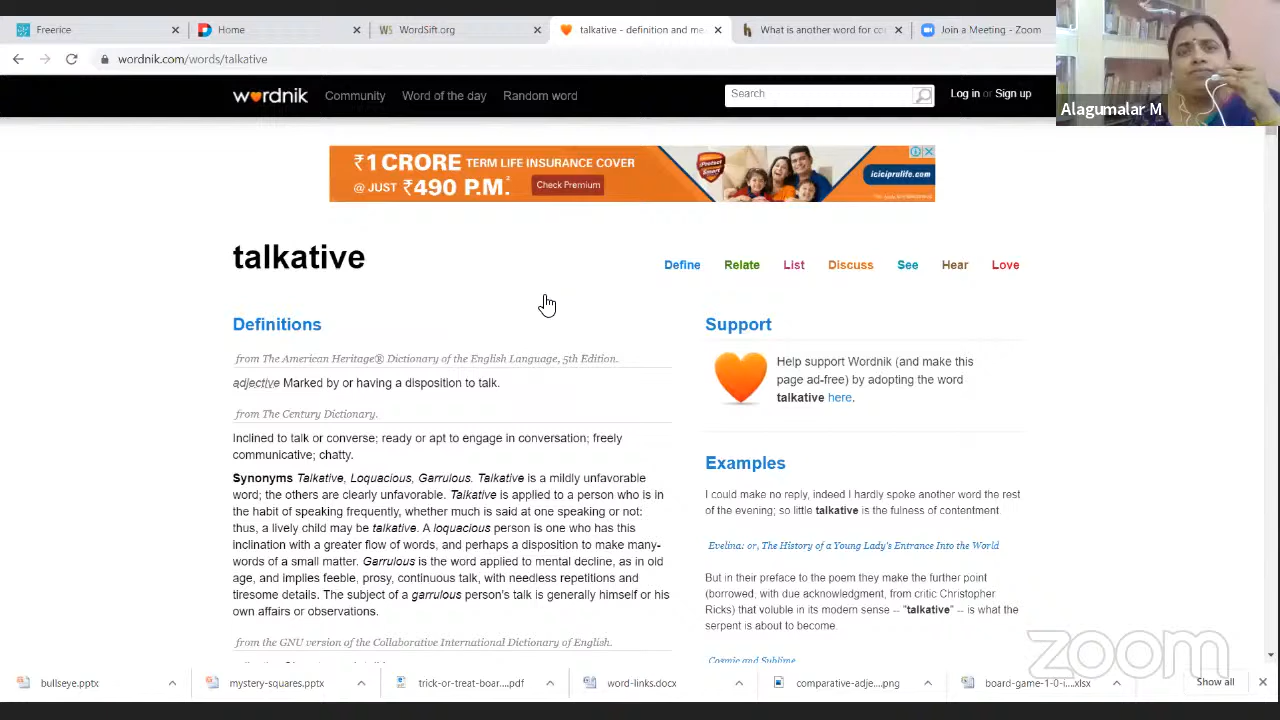 Freerice
Home
WS WordSift.org
talkative - definition and me
What is another word for co
Join a Meeting - Zoom
wordnik.com/words/talkative
Alagumalar M
wordnik Community Word of the day Random word Search Log in or Sign up
₹1 CRORE TERM LIFE INSURANCE COVER
@ JUST ₹490 P.M.² Check Premium
iProtect Smart
iciciprulife.com
talkative
Define Relate List Discuss See Hear Love
Definitions
from The American Heritage® Dictionary of the English Language, 5th Edition.
adjective Marked by or having a disposition to talk.
from The Century Dictionary.
Inclined to talk or converse; ready or apt to engage in conversation; freely
communicative; chatty.
Synonyms Talkative, Loquacious, Garrulous. Talkative is a mildly unfavorable
word; the others are clearly unfavorable. Talkative is applied to a person who is in
the habit of speaking frequently, whether much is said at one speaking or not:
thus, a lively child may be talkative. A loquacious person is one who has this
inclination with a greater flow of words, and perhaps a disposition to make many-
words of a small matter. Garrulous is the word applied to mental decline, as in old
age, and implies feeble, prosy, continuous talk, with needless repetitions and
tiresome details. The subject of a garrulous person's talk is generally himself or his
own affairs or observations.
from the GNU version of the Collaborative International Dictionary of English.
Support
Help support Wordnik (and make this
page ad-free) by adopting the word
talkative here.
Examples
I could make no reply, indeed I hardly spoke another word the rest
of the evening; so little talkative is the fulness of contentment.
Evelina: or, The History of a Young Lady's Entrance Into the World
But in their preface to the poem they make the further point
(borrowed, with due acknowledgment, from critic Christopher
Ricks) that voluble in its modern sense -- "talkative" -- is what the
serpent is about to become.
Cosmic and Sublime
zoom
bullseye.pptx
mystery-squares.pptx
trick-or-treat-boar....pdf
word-links.docx
comparative-adje....png
board-game-1-0-i....xlsx
Show all